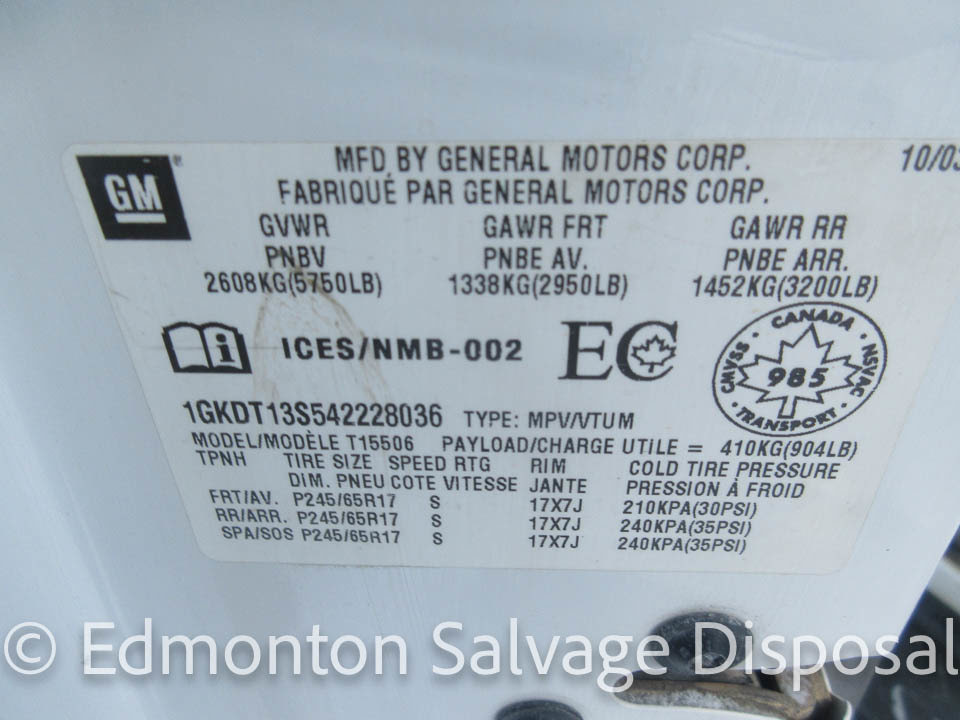 GM
MFD BY GENERAL MOTORS CORP. 10/03
FABRIQUÉ PAR GENERAL MOTORS CORP.
GVWR GAWR FRT GAWR RR
PNBV PNBE AV. PNBE ARR.
2608KG(5750LB) 1338KG(2950LB) 1452KG(3200LB)
ICES/NMB-002 EC
CANADA
CMVSS 985 NSVAC
TRANSPORT
1GKDT13S542228036 TYPE: MPV/VTUM
MODEL/MODÈLE T15506 PAYLOAD/CHARGE UTILE = 410KG(904LB)
TPNH TIRE SIZE SPEED RTG RIM COLD TIRE PRESSURE
DIM. PNEU COTE VITESSE JANTE PRESSION À FROID
FRT/AV. P245/65R17 S 17X7J 210KPA(30PSI)
RR/ARR. P245/65R17 S 17X7J 240KPA(35PSI)
SPA/SOS P245/65R17 S 17X7J 240KPA(35PSI)
© Edmonton Salvage Disposal